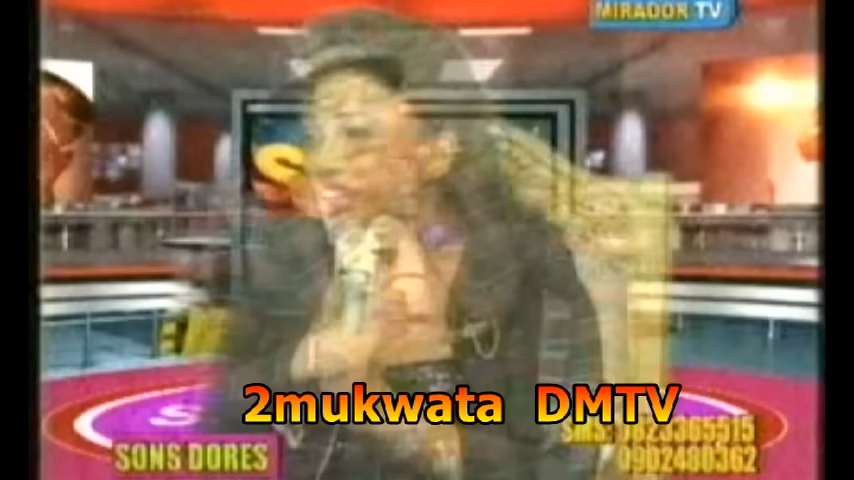 MIRADOR TV
S
2mukwata DMTV
SONS DORES
SMS: 0823365515
0902480362